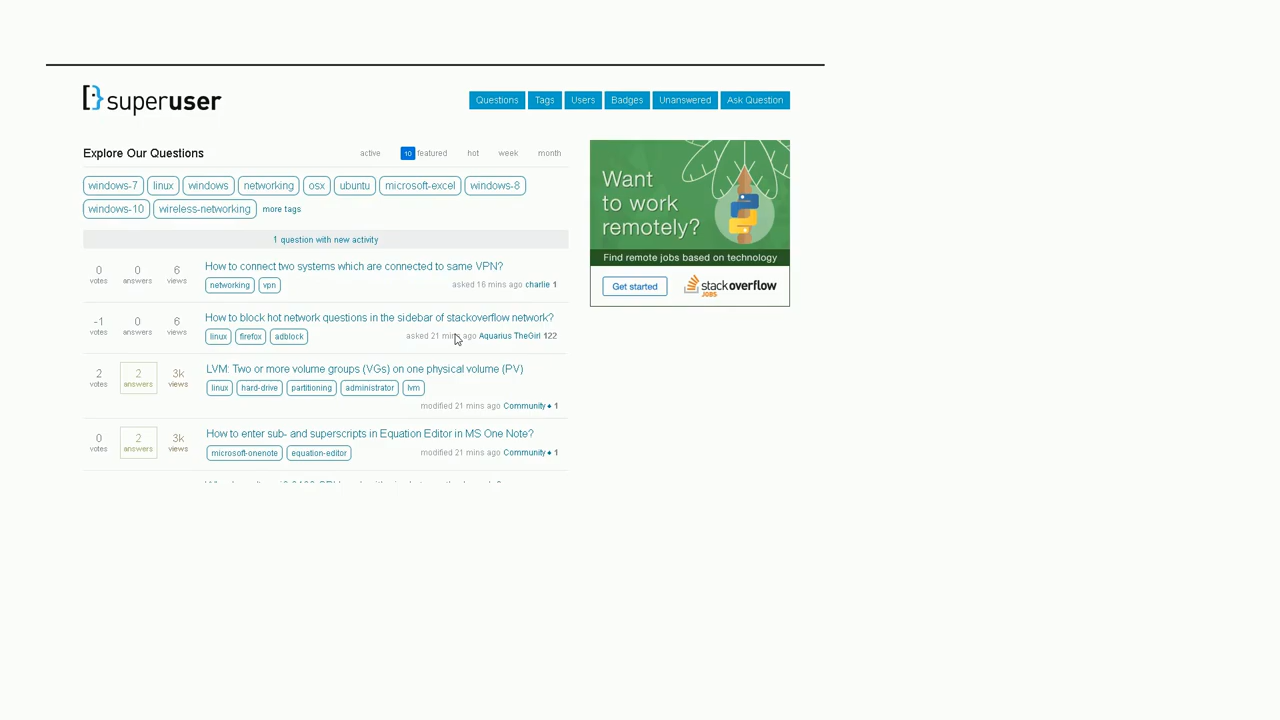 superuser
Questions Tags Users Badges Unanswered Ask Question
Explore Our Questions
active 10 featured hot week month
windows-7 linux windows networking osx ubuntu microsoft-excel windows-8
windows-10 wireless-networking more tags
1 question with new activity
0 votes 0 answers 6 views
How to connect two systems which are connected to same VPN?
networking vpn
asked 16 mins ago charlie 1
-1 votes 0 answers 6 views
How to block hot network questions in the sidebar of stackoverflow network?
linux firefox adblock
asked 21 mins ago Aquarius TheGirl 122
2 votes 2 answers 3k views
LVM: Two or more volume groups (VGs) on one physical volume (PV)
linux hard-drive partitioning administrator lvm
modified 21 mins ago Community ♦ 1
0 votes 2 answers 3k views
How to enter sub- and superscripts in Equation Editor in MS One Note?
microsoft-onenote equation-editor
modified 21 mins ago Community ♦ 1
Want
to work
remotely?
Find remote jobs based on technology
Get started
stackoverflow
JOBS